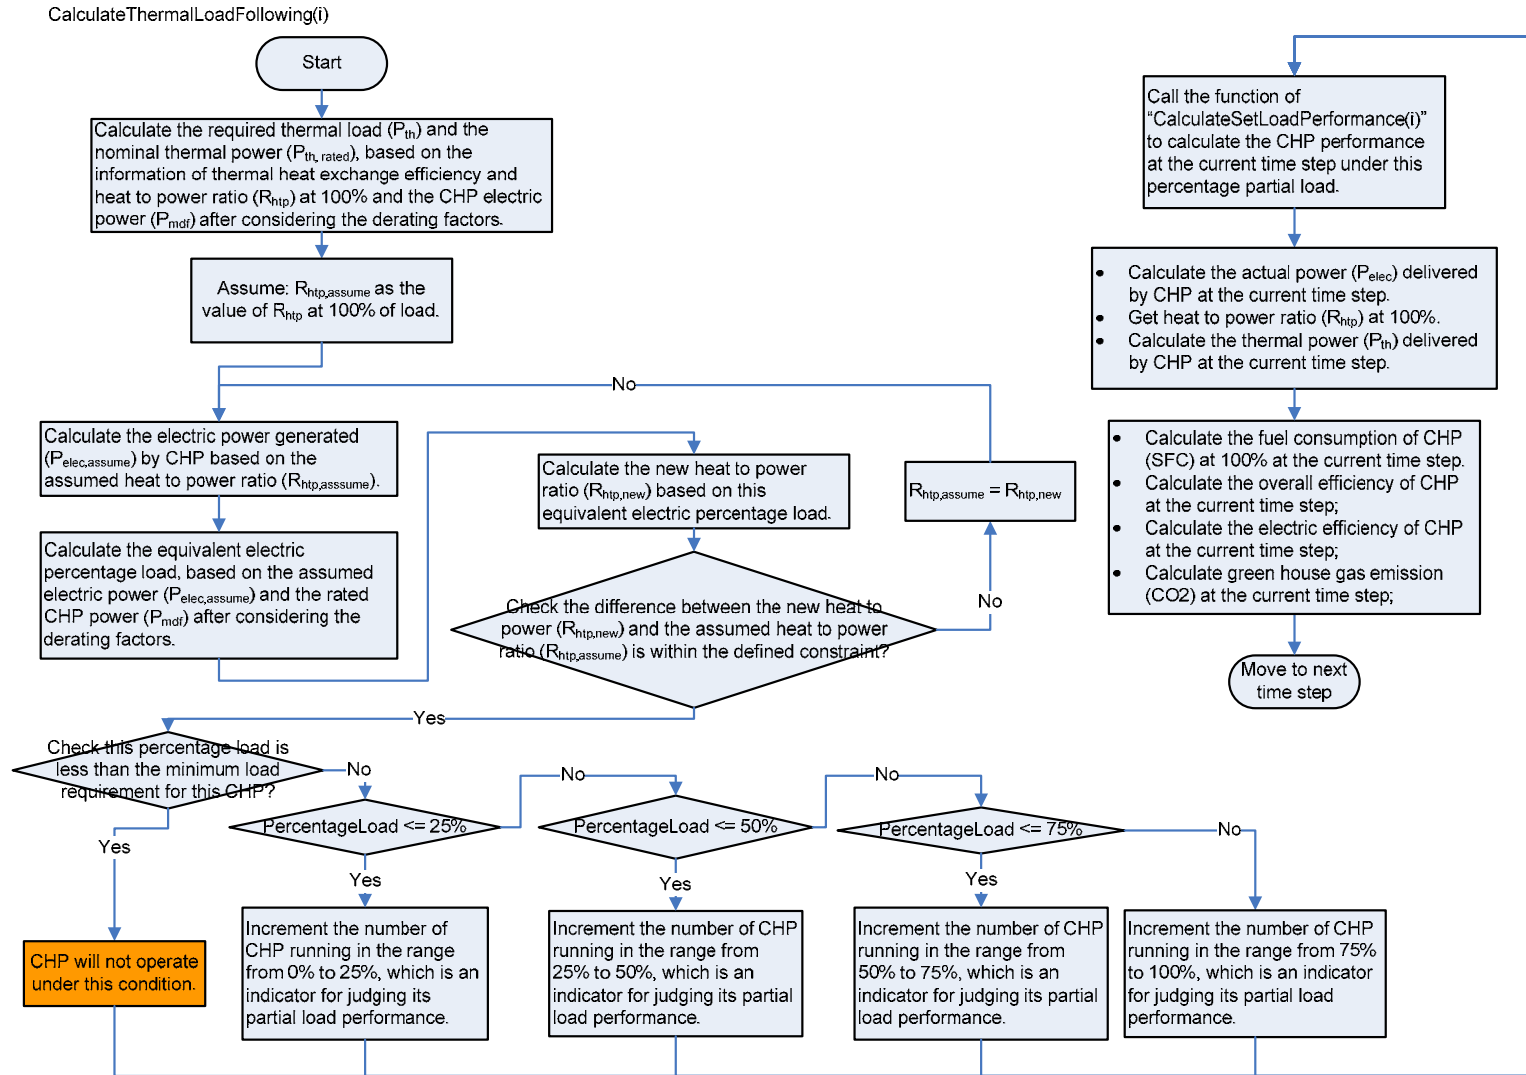 CalculateThermalLoadFollowing(i)
Start
Calculate the required thermal load (Pth) and the
nominal thermal power (Pth, rated), based on the
information of thermal heat exchange efficiency and
heat to power ratio (Rhtp) at 100% and the CHP electric
power (Pmdf) after considering the derating factors.
Assume: Rhtp,assume as the
value of Rhtp at 100% of load.
No
Calculate the electric power generated
(Pelec,assume) by CHP based on the
assumed heat to power ratio (Rhtp,asssume).
Calculate the equivalent electric
percentage load, based on the assumed
electric power (Pelec,assume) and the rated
CHP power (Pmdf) after considering the
derating factors.
Calculate the new heat to power
ratio (Rhtp,new) based on this
equivalent electric percentage load.
Rhtp,assume = Rhtp,new
No
Check the difference between the new heat to
power (Rhtp,new) and the assumed heat to power
ratio (Rhtp,assume) is within the defined constraint?
Yes
Check this percentage load is
less than the minimum load
requirement for this CHP?
No
PercentageLoad <= 25%
No
PercentageLoad <= 50%
No
PercentageLoad <= 75%
No
Yes
Yes
Yes
Yes
CHP will not operate
under this condition.
Increment the number of
CHP running in the range
from 0% to 25%, which is an
indicator for judging its
partial load performance.
Increment the number of CHP
running in the range from
25% to 50%, which is an
indicator for judging its partial
load performance.
Increment the number of CHP
running in the range from
50% to 75%, which is an
indicator for judging its partial
load performance.
Increment the number of CHP
running in the range from 75%
to 100%, which is an indicator
for judging its partial load
performance.
Call the function of
“CalculateSetLoadPerformance(i)”
to calculate the CHP performance
at the current time step under this
percentage partial load.
• Calculate the actual power (Pelec) delivered
by CHP at the current time step.
• Get heat to power ratio (Rhtp) at 100%.
• Calculate the thermal power (Pth) delivered
by CHP at the current time step.
• Calculate the fuel consumption of CHP
(SFC) at 100% at the current time step.
• Calculate the overall efficiency of CHP
at the current time step;
• Calculate the electric efficiency of CHP
at the current time step;
• Calculate green house gas emission
(CO2) at the current time step;
Move to next
time step